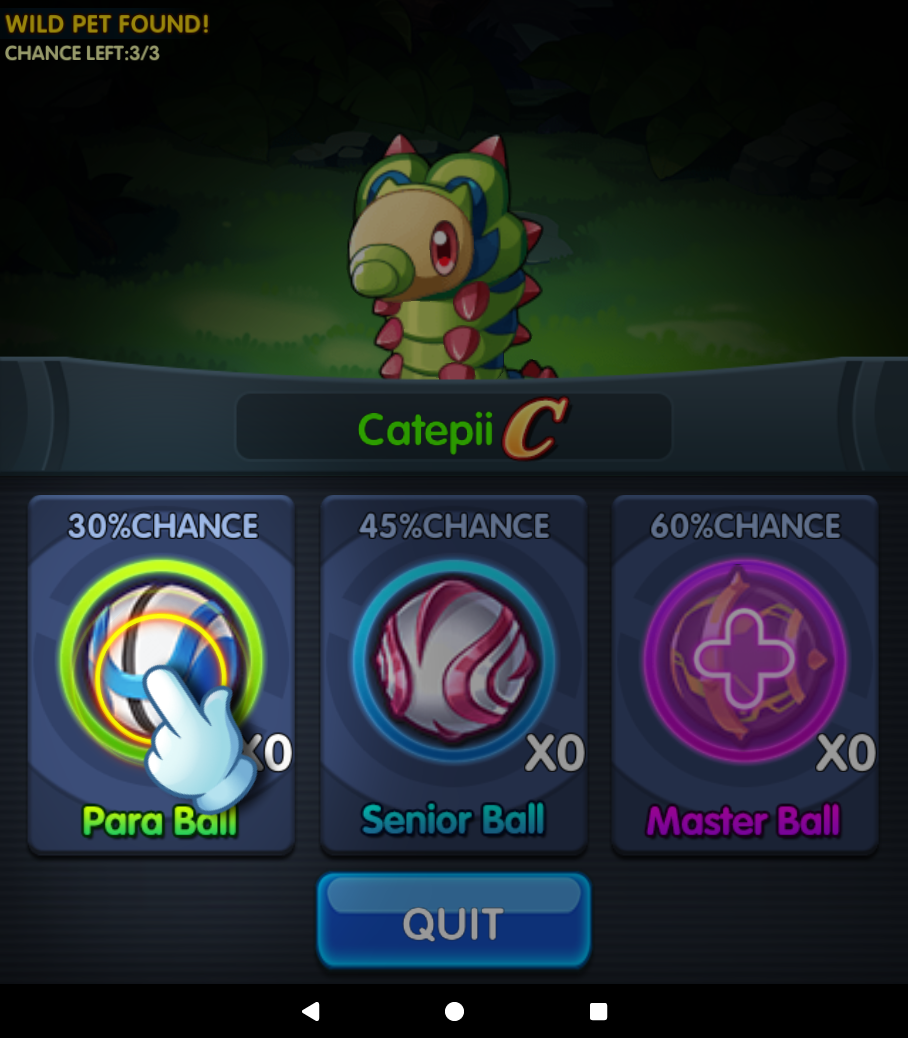 WILD PET FOUND!
CHANCE LEFT:3/3
Catepii C
30%CHANCE
45%CHANCE
60%CHANCE
X0
X0
X0
Para Ball
Senior Ball
Master Ball
QUIT